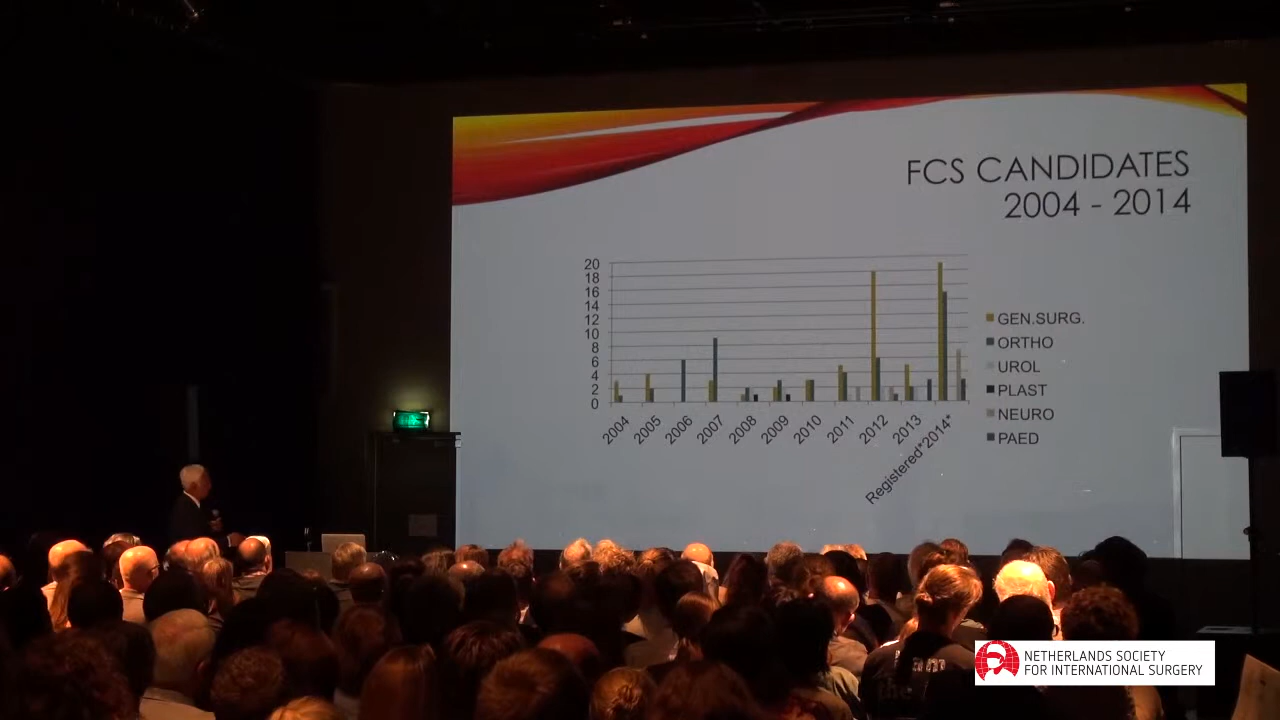 FCS CANDIDATES
2004 - 2014
20
18
16
14
12
10
8
6
4
2
0
2004
2005
2006
2007
2008
2009
2010
2011
2012
2013
Registered*2014*
GEN.SURG.
ORTHO
UROL
PLAST
NEURO
PAED
NETHERLANDS SOCIETY
FOR INTERNATIONAL SURGERY